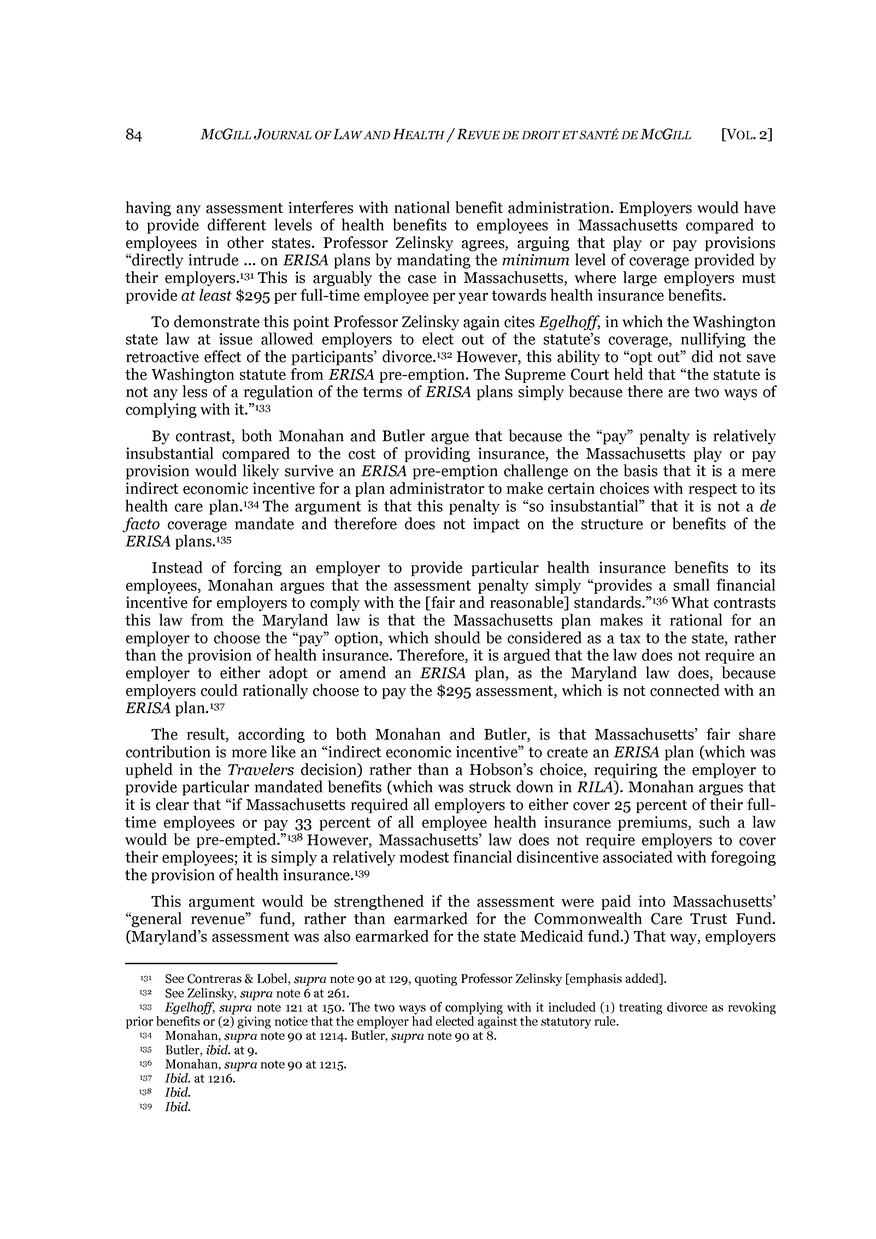 84 MCGILL JOURNAL OF LAW AND HEALTH / REVUE DE DROIT ET SANTÉ DE MCGILL [VOL. 2]
having any assessment interferes with national benefit administration. Employers would have
to provide different levels of health benefits to employees in Massachusetts compared to
employees in other states. Professor Zelinsky agrees, arguing that play or pay provisions
“directly intrude ... on ERISA plans by mandating the minimum level of coverage provided by
their employers.131 This is arguably the case in Massachusetts, where large employers must
provide at least $295 per full-time employee per year towards health insurance benefits.
To demonstrate this point Professor Zelinsky again cites Egelhoff, in which the Washington
state law at issue allowed employers to elect out of the statute’s coverage, nullifying the
retroactive effect of the participants’ divorce.132 However, this ability to “opt out” did not save
the Washington statute from ERISA pre-emption. The Supreme Court held that “the statute is
not any less of a regulation of the terms of ERISA plans simply because there are two ways of
complying with it.”133
By contrast, both Monahan and Butler argue that because the “pay” penalty is relatively
insubstantial compared to the cost of providing insurance, the Massachusetts play or pay
provision would likely survive an ERISA pre-emption challenge on the basis that it is a mere
indirect economic incentive for a plan administrator to make certain choices with respect to its
health care plan.134 The argument is that this penalty is “so insubstantial” that it is not a de
facto coverage mandate and therefore does not impact on the structure or benefits of the
ERISA plans.135
Instead of forcing an employer to provide particular health insurance benefits to its
employees, Monahan argues that the assessment penalty simply “provides a small financial
incentive for employers to comply with the [fair and reasonable] standards.”136 What contrasts
this law from the Maryland law is that the Massachusetts plan makes it rational for an
employer to choose the “pay” option, which should be considered as a tax to the state, rather
than the provision of health insurance. Therefore, it is argued that the law does not require an
employer to either adopt or amend an ERISA plan, as the Maryland law does, because
employers could rationally choose to pay the $295 assessment, which is not connected with an
ERISA plan.137
The result, according to both Monahan and Butler, is that Massachusetts’ fair share
contribution is more like an “indirect economic incentive” to create an ERISA plan (which was
upheld in the Travelers decision) rather than a Hobson’s choice, requiring the employer to
provide particular mandated benefits (which was struck down in RILA). Monahan argues that
it is clear that “if Massachusetts required all employers to either cover 25 percent of their full-
time employees or pay 33 percent of all employee health insurance premiums, such a law
would be pre-empted.”138 However, Massachusetts’ law does not require employers to cover
their employees; it is simply a relatively modest financial disincentive associated with foregoing
the provision of health insurance.139
This argument would be strengthened if the assessment were paid into Massachusetts’
“general revenue” fund, rather than earmarked for the Commonwealth Care Trust Fund.
(Maryland’s assessment was also earmarked for the state Medicaid fund.) That way, employers
131 See Contreras & Lobel, supra note 90 at 129, quoting Professor Zelinsky [emphasis added].
132 See Zelinsky, supra note 6 at 261.
133 Egelhoff, supra note 121 at 150. The two ways of complying with it included (1) treating divorce as revoking
prior benefits or (2) giving notice that the employer had elected against the statutory rule.
134 Monahan, supra note 90 at 1214. Butler, supra note 90 at 8.
135 Butler, ibid. at 9.
136 Monahan, supra note 90 at 1215.
137 Ibid. at 1216.
138 Ibid.
139 Ibid.